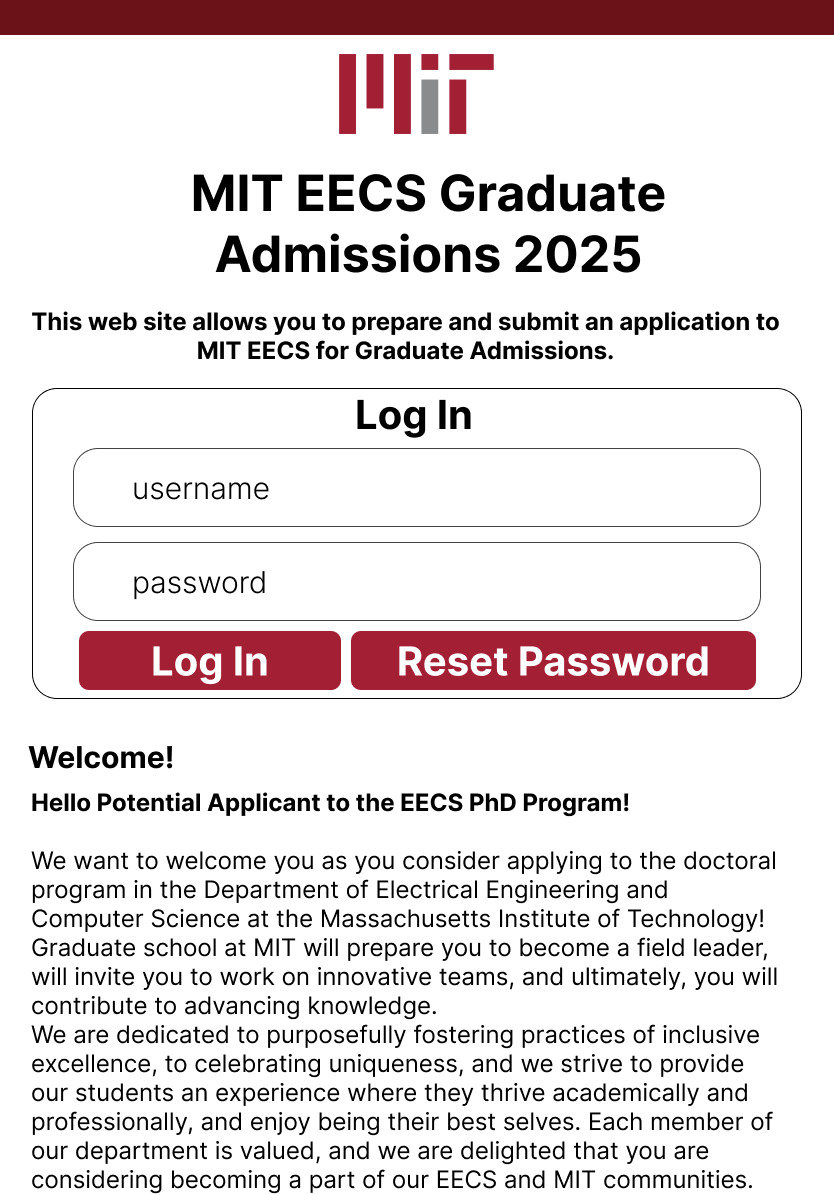 MIT
MIT EECS Graduate
Admissions 2025
This web site allows you to prepare and submit an application to
MIT EECS for Graduate Admissions.
Log In
username
password
Log In Reset Password
Welcome!
Hello Potential Applicant to the EECS PhD Program!
We want to welcome you as you consider applying to the doctoral
program in the Department of Electrical Engineering and
Computer Science at the Massachusetts Institute of Technology!
Graduate school at MIT will prepare you to become a field leader,
will invite you to work on innovative teams, and ultimately, you will
contribute to advancing knowledge.
We are dedicated to purposefully fostering practices of inclusive
excellence, to celebrating uniqueness, and we strive to provide
our students an experience where they thrive academically and
professionally, and enjoy being their best selves. Each member of
our department is valued, and we are delighted that you are
considering becoming a part of our EECS and MIT communities.